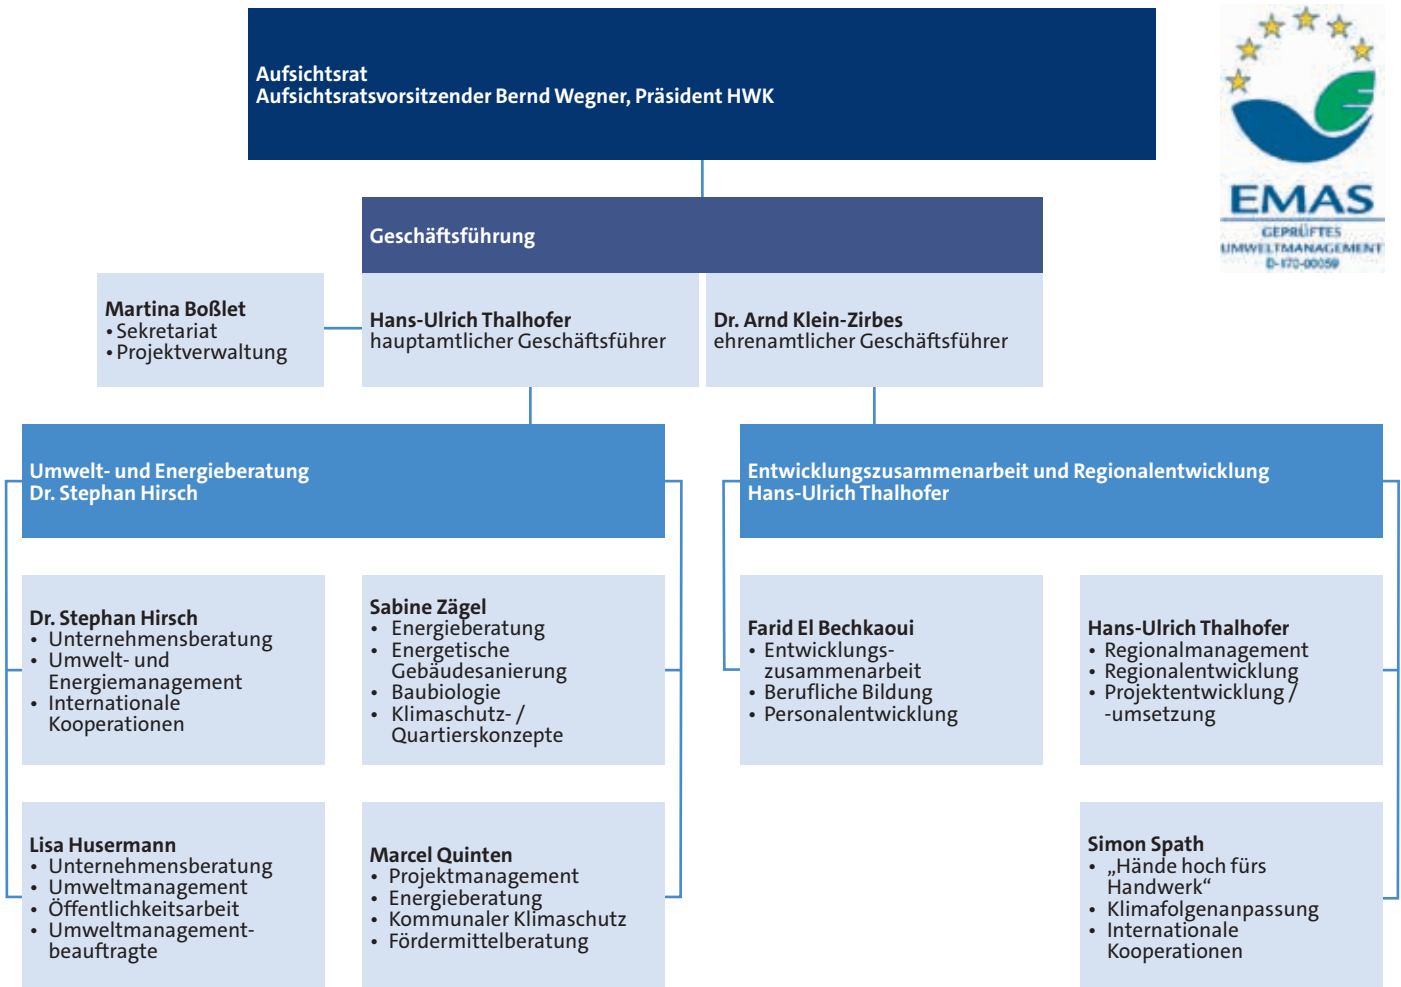 Aufsichtsrat
Aufsichtsratsvorsitzender Bernd Wegner, Präsident HWK
EMAS
GEPRÜFTES
UMWELTMANAGEMENT
D-170-00059
Geschäftsführung
Martina Boßlet
• Sekretariat
• Projektverwaltung
Hans-Ulrich Thalhofer
hauptamtlicher Geschäftsführer
Dr. Arnd Klein-Zirbes
ehrenamtlicher Geschäftsführer
Umwelt- und Energieberatung
Dr. Stephan Hirsch
Entwicklungszusammenarbeit und Regionalentwicklung
Hans-Ulrich Thalhofer
Dr. Stephan Hirsch
• Unternehmensberatung
• Umwelt- und
Energiemanagement
• Internationale
Kooperationen
Sabine Zägel
• Energieberatung
• Energetische
Gebäudesanierung
• Baubiologie
• Klimaschutz- /
Quartierskonzepte
Farid El Bechkaoui
• Entwicklungs-
zusammenarbeit
• Berufliche Bildung
• Personalentwicklung
Hans-Ulrich Thalhofer
• Regionalmanagement
• Regionalentwicklung
• Projektentwicklung /
-umsetzung
Lisa Husermann
• Unternehmensberatung
• Umweltmanagement
• Öffentlichkeitsarbeit
• Umweltmanagement-
beauftragte
Marcel Quinten
• Projektmanagement
• Energieberatung
• Kommunaler Klimaschutz
• Fördermittelberatung
Simon Spath
• „Hände hoch fürs
Handwerk“
• Klimafolgenanpassung
• Internationale
Kooperationen